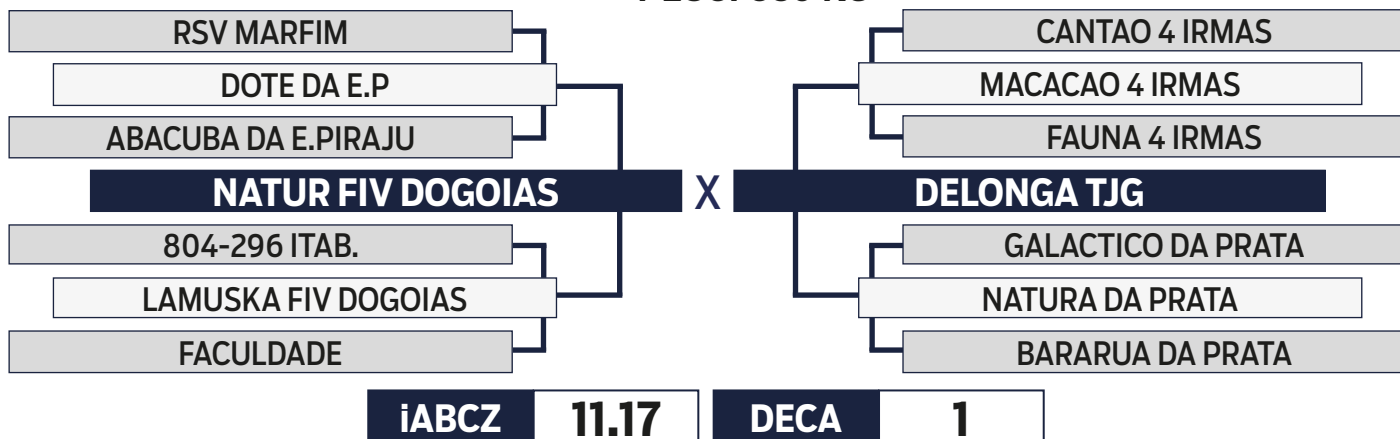 RSV MARFIM
DOTE DA E.P
ABACUBA DA E.PIRAJU
NATUR FIV DOGOIAS X DELONGA TJG
804-296 ITAB.
LAMUSKA FIV DOGOIAS
FACULDADE
CANTAO 4 IRMAS
MACACAO 4 IRMAS
FAUNA 4 IRMAS
GALACTICO DA PRATA
NATURA DA PRATA
BARARUA DA PRATA
iABCZ 11.17 DECA 1